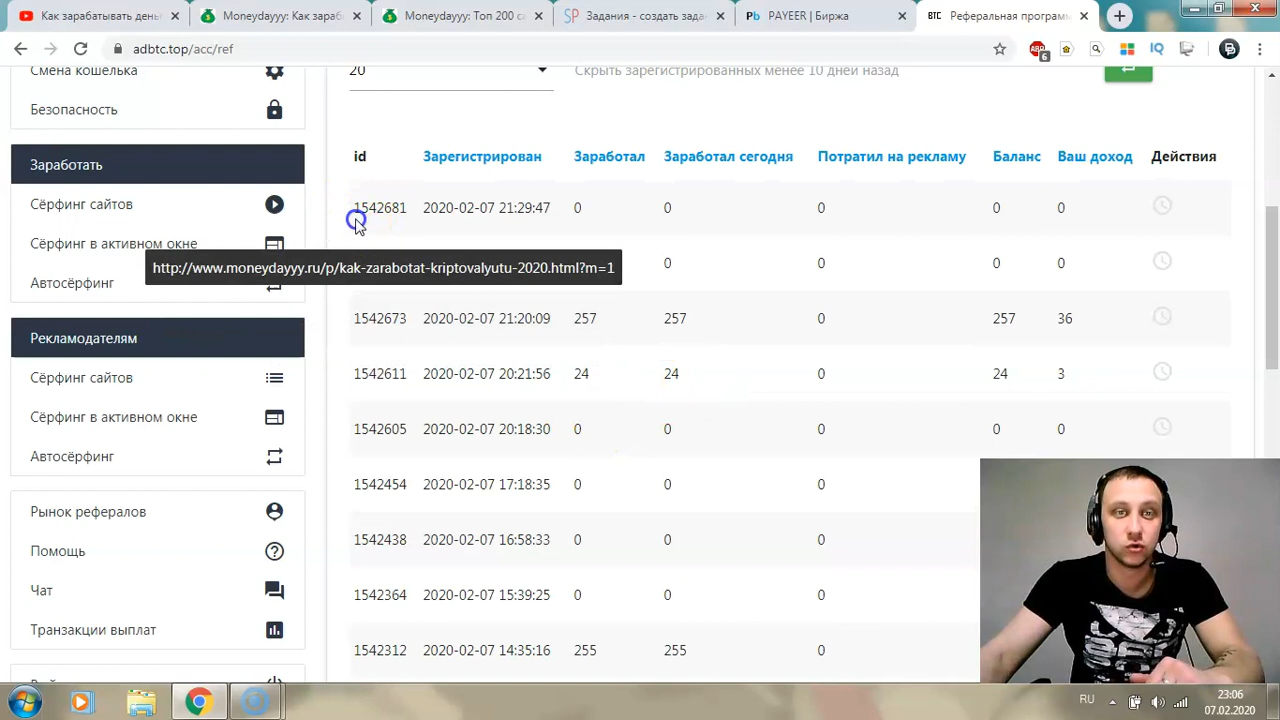 Как зарабатывать день
Moneydayyy: Как зараб
Moneydayyy: Топ 200 са
Задания - создать зада
PAYEER | Биржа
BTC Реферальная програм
adbtc.top/acc/ref
6
Смена кошелька
20
Скрыть зарегистрированных менее 10 дней назад
Безопасность
Заработать
Сёрфинг сайтов
Сёрфинг в активном окне
Автосёрфинг
http://www.moneydayyy.ru/p/kak-zarabotat-kriptovalyutu-2020.html?m=1
Рекламодателям
Сёрфинг сайтов
Сёрфинг в активном окне
Автосёрфинг
Рынок рефералов
Помощь
Чат
Транзакции выплат
id Зарегистрирован Заработал Заработал сегодня Потратил на рекламу Баланс Ваш доход Действия
1542681 2020-02-07 21:29:47 0 0 0 0 0
0 0 0 0
1542673 2020-02-07 21:20:09 257 257 0 257 36
1542611 2020-02-07 20:21:56 24 24 0 24 3
1542605 2020-02-07 20:18:30 0 0 0 0 0
1542454 2020-02-07 17:18:35 0 0 0
1542438 2020-02-07 16:58:33 0 0 0
1542364 2020-02-07 15:39:25 0 0 0
1542312 2020-02-07 14:35:16 255 255 0
RU
23:06
07.02.2020